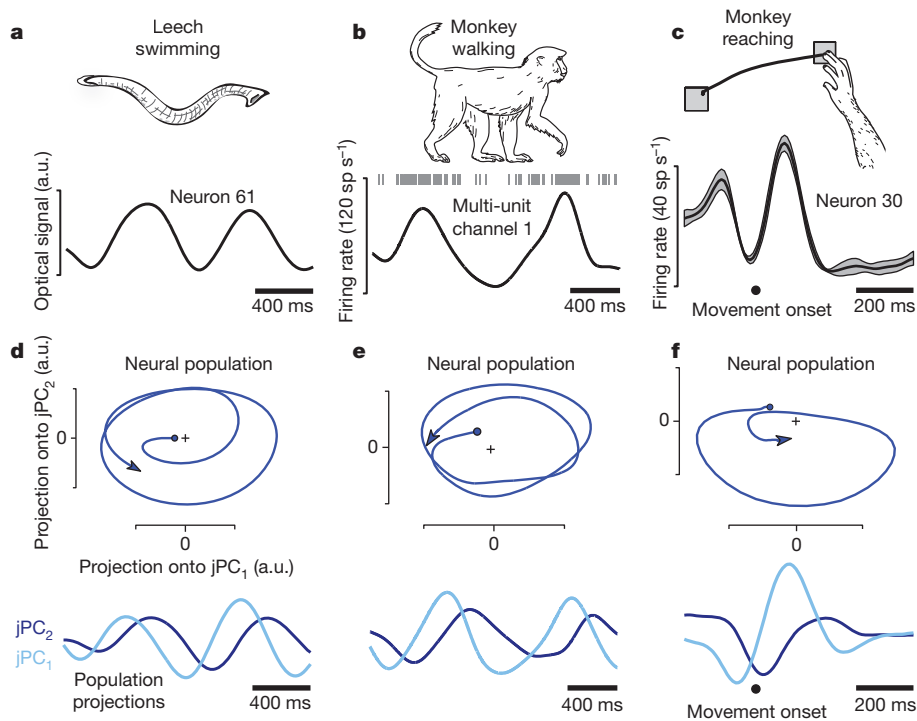 a
Leech
swimming
Optical signal (a.u.)
Neuron 61
400 ms
b
Monkey
walking
Firing rate (120 sp s⁻¹)
Multi-unit
channel 1
400 ms
c
Monkey
reaching
Firing rate (40 sp s⁻¹)
Neuron 30
Movement onset
200 ms
d
Neural population
Projection onto jPC₂ (a.u.)
0
0
Projection onto jPC₁ (a.u.)
jPC₂
jPC₁
Population
projections
400 ms
e
Neural population
0
0
400 ms
f
Neural population
0
0
Movement onset
200 ms